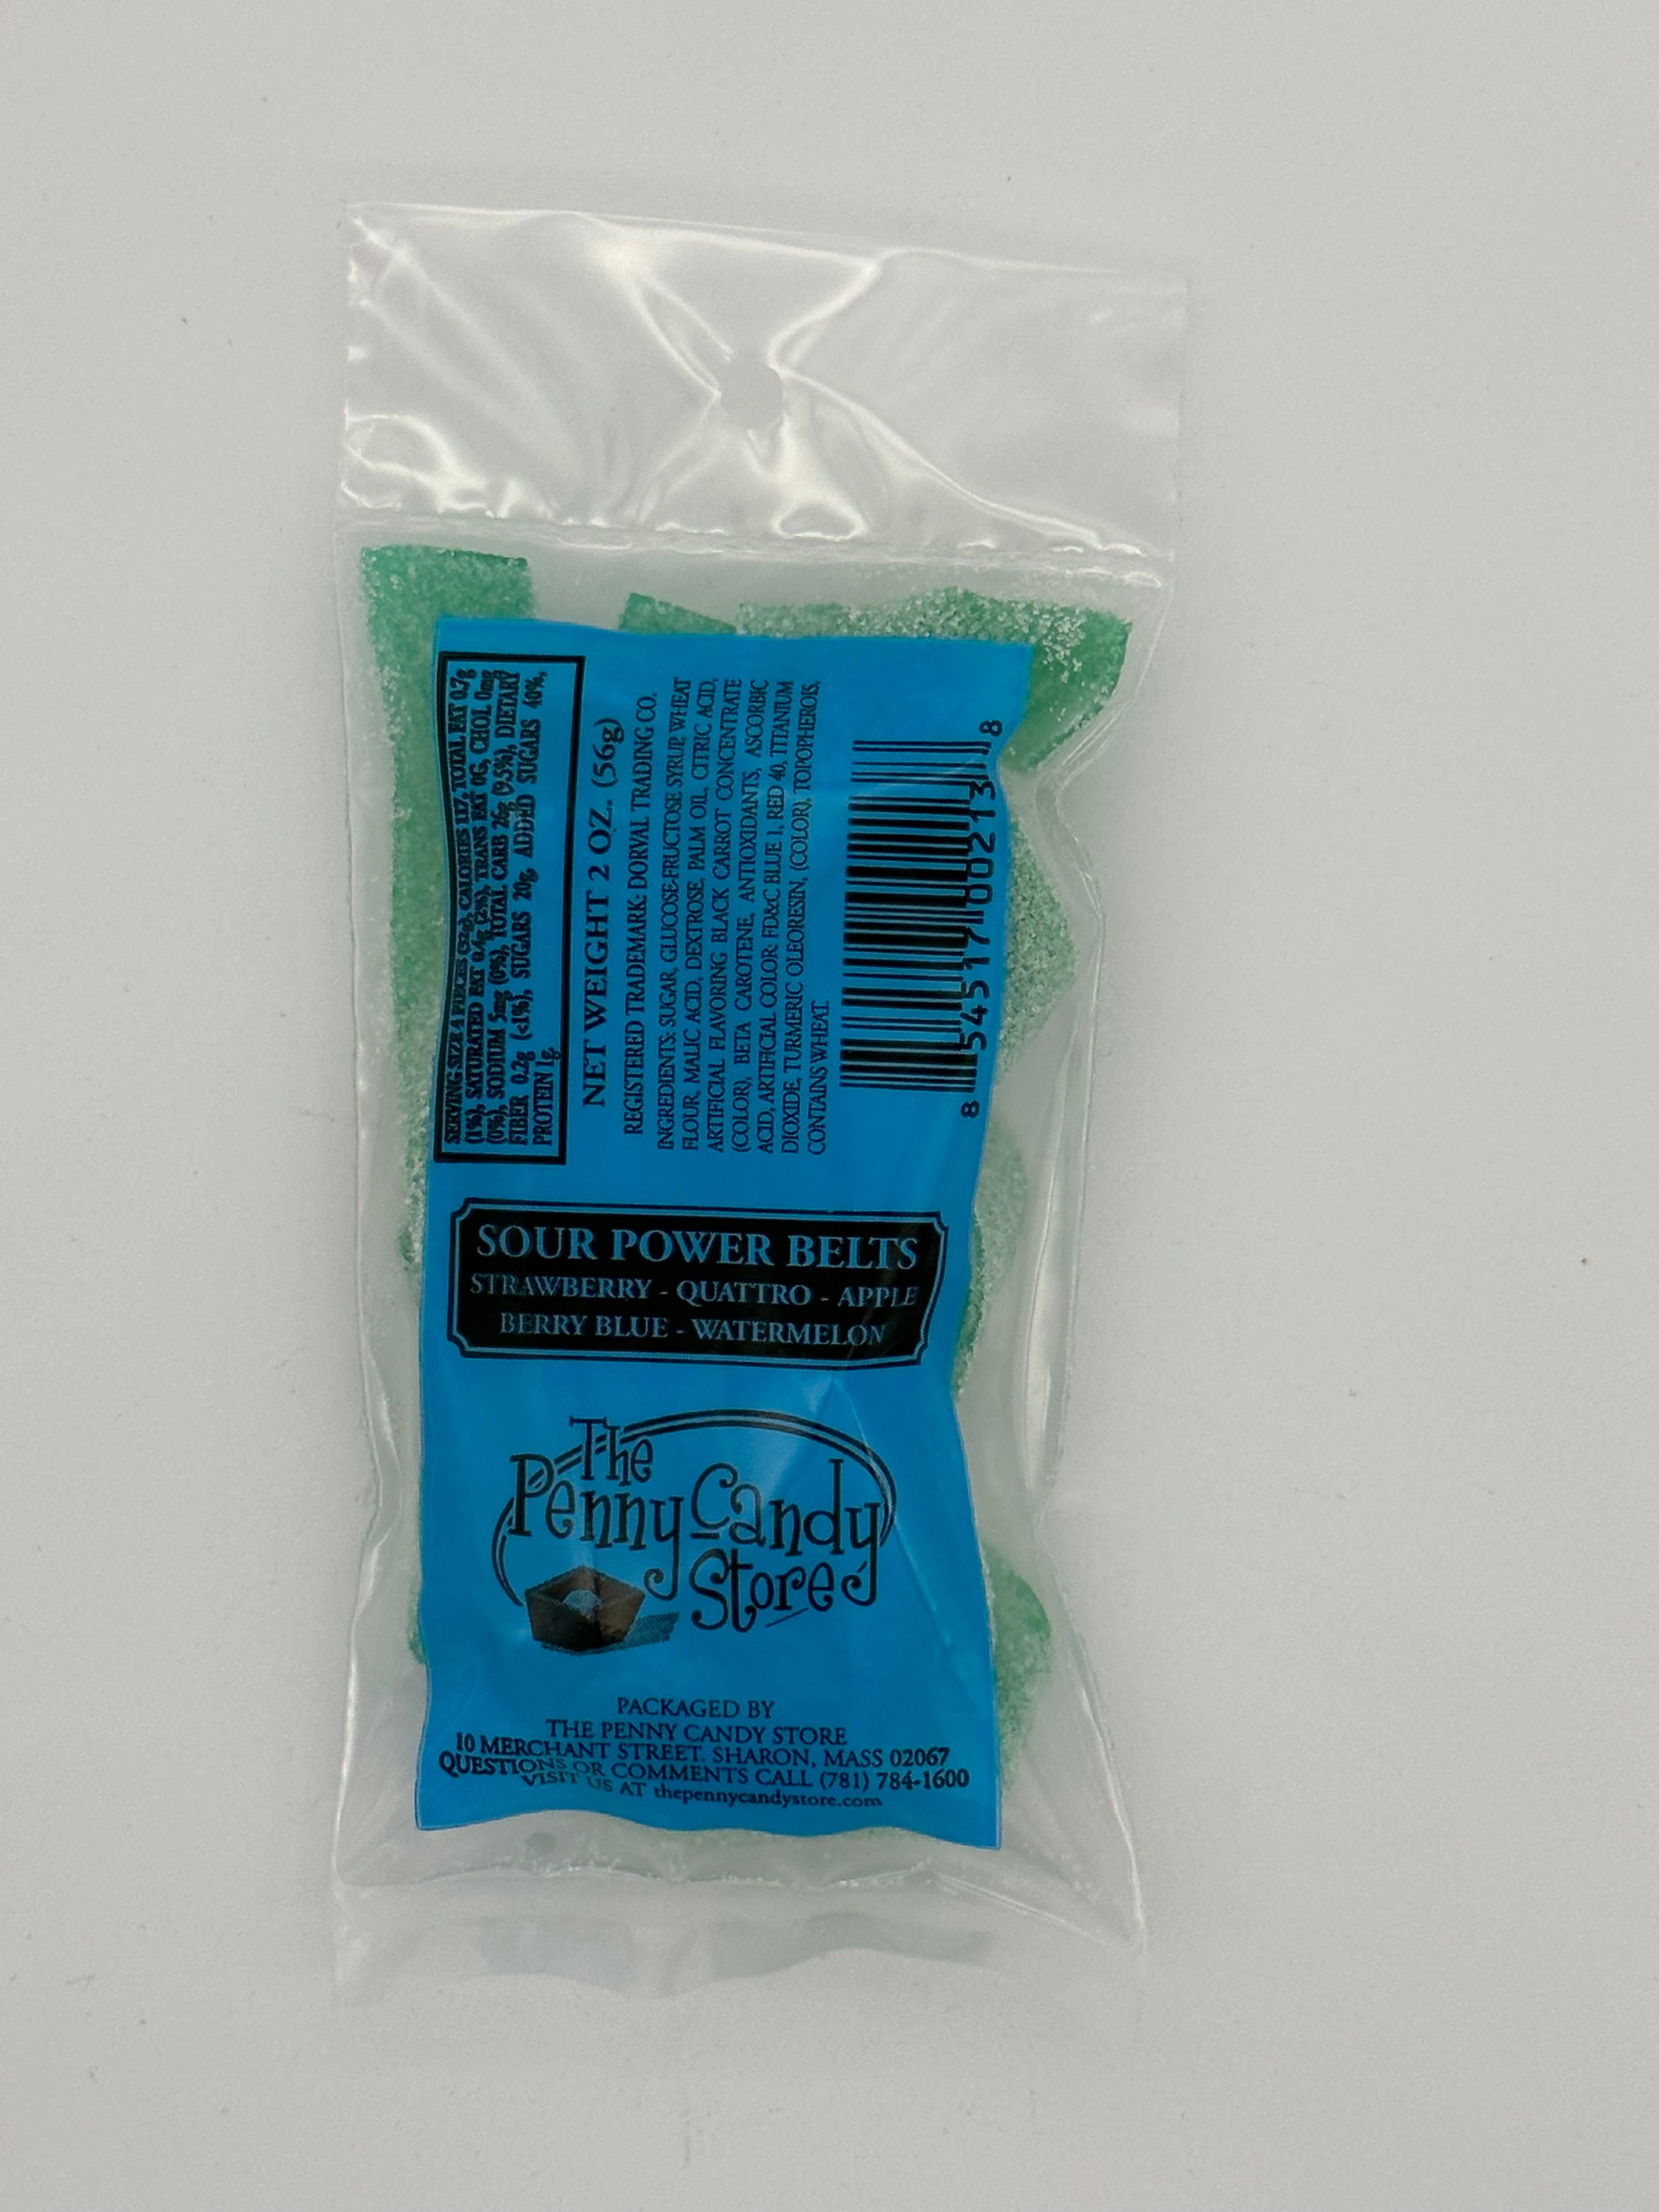 SERVING SIZE 4 PIECES (32g), CALORIES 117, TOTAL FAT 0.7g
(1%), SATURATED FAT 0.4g (2%), TRANS FAT 0G, CHOL 0mg
(0%), SODIUM 5mg (0%), TOTAL CARB 26g (9.5%), DIETARY
FIBER 0.2g (<1%), SUGARS 20g, ADDED SUGARS 40%,
PROTEIN 1g.
NET WEIGHT 2 OZ. (56g)
REGISTERED TRADEMARK: DORVAL TRADING CO.
INGREDIENTS: SUGAR, GLUCOSE-FRUCTOSE SYRUP, WHEAT
FLOUR, MALIC ACID, DEXTROSE, PALM OIL, CITRIC ACID,
ARTIFICIAL FLAVORING BLACK CARROT CONCENTRATE
(COLOR), BETA CAROTENE, ANTIOXIDANTS, ASCORBIC
ACID, ARTIFICIAL COLOR: FD&C BLUE 1, RED 40, TITANIUM
DIOXIDE, TURMERIC OLEORESIN, (COLOR), TOPOPHEROIS,
CONTAINS WHEAT.
8 54517 00213 8
SOUR POWER BELTS
STRAWBERRY - QUATTRO - APPLE
BERRY BLUE - WATERMELON
The
Penny Candy
Store
PACKAGED BY
THE PENNY CANDY STORE
10 MERCHANT STREET. SHARON, MASS 02067
QUESTIONS OR COMMENTS CALL (781) 784-1600
VISIT US AT thepennycandystore.com